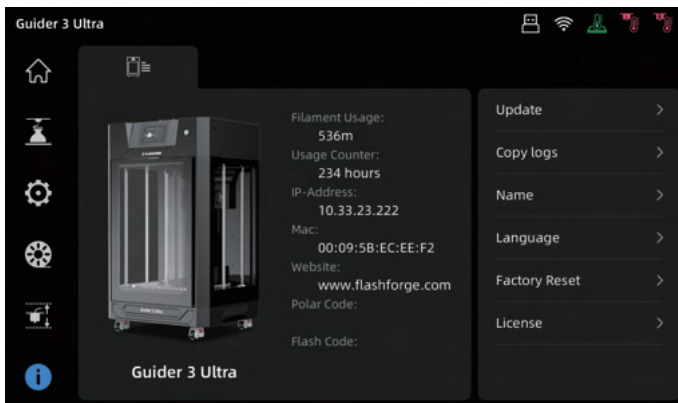 Guider 3 Ultra
Filament Usage:
536m
Usage Counter:
234 hours
IP-Address:
10.33.23.222
Mac:
00:09:5B:EC:EE:F2
Website:
www.flashforge.com
Polar Code:
Flash Code:
Guider 3 Ultra
Update
Copy logs
Name
Language
Factory Reset
License